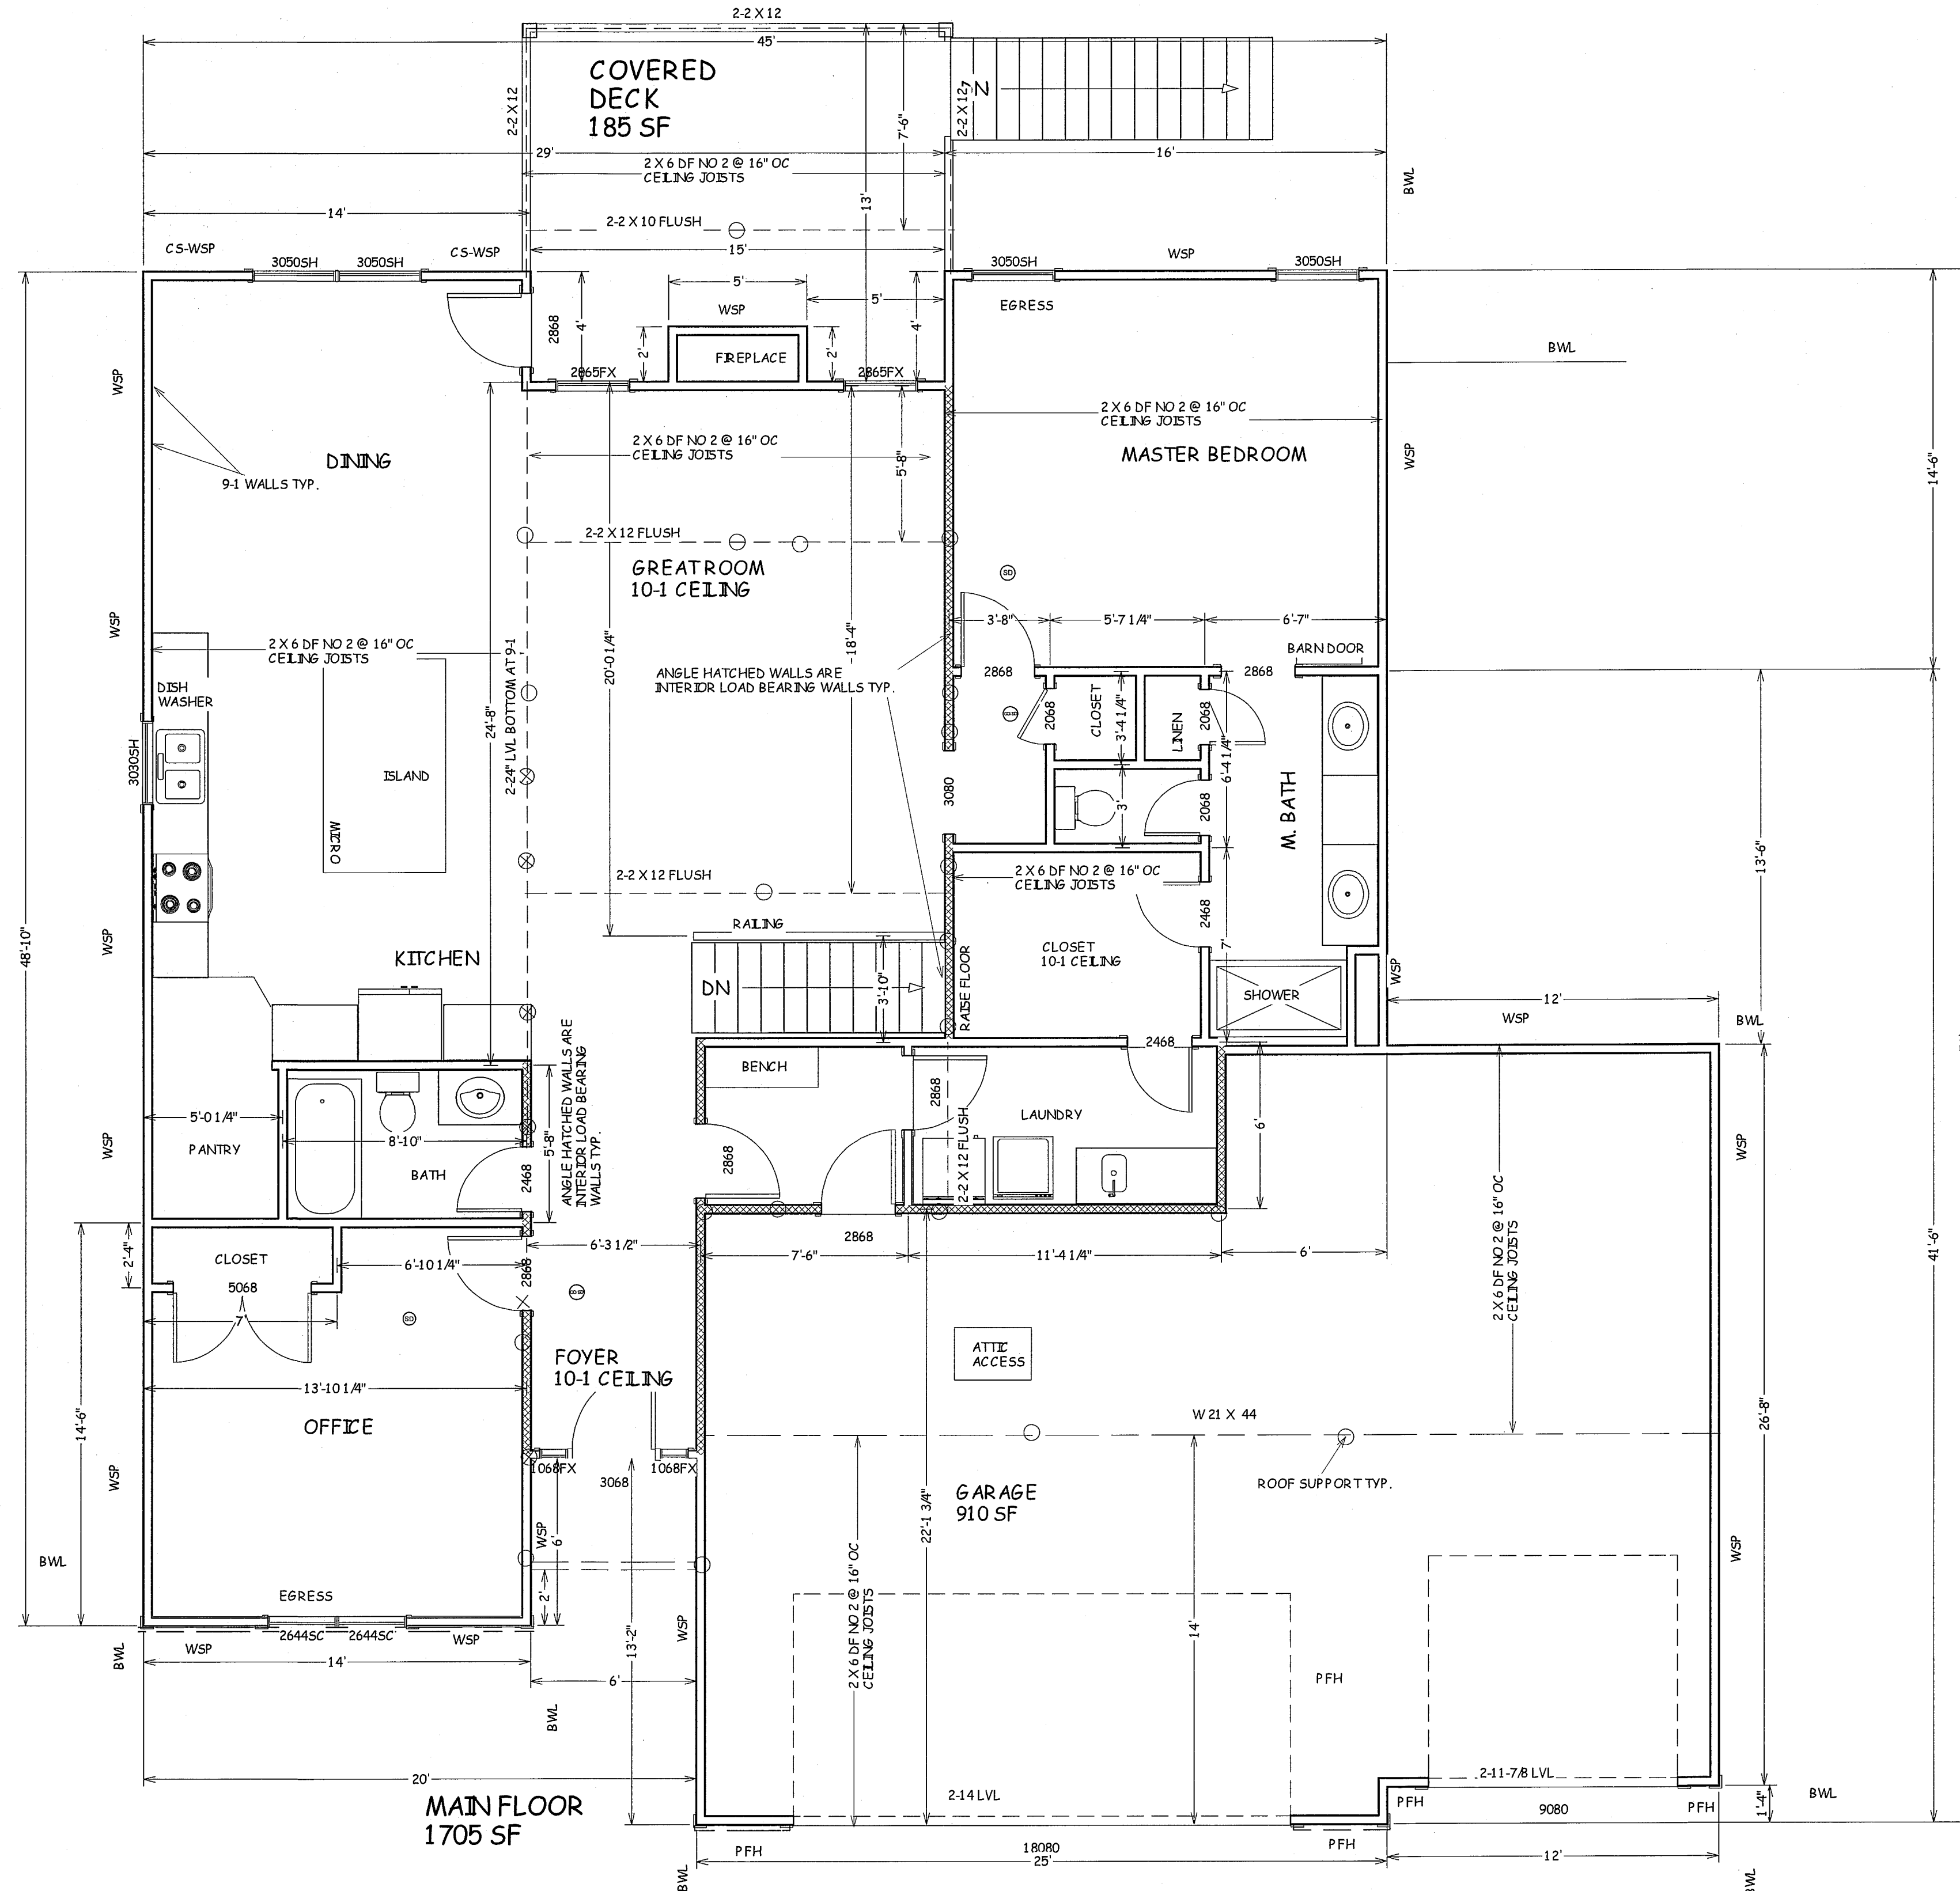 2-2 X 12
45'
COVERED
DECK
185 SF
2-2 X 12
2-2 X 12
DN
7'-6"
29'
16'
2 X 6 DF NO 2 @ 16" OC
CEILING JOISTS
BWL
14'
13'
2-2 X 10 FLUSH
15'
CS-WSP
CS-WSP
3050SH
3050SH
3050SH
WSP
3050SH
5'
5'
WSP
EGRESS
2868
4'
4'
2'
FIREPLACE
2'
2865FX
2865FX
BWL
WSP
2 X 6 DF NO 2 @ 16" OC
CEILING JOISTS
2 X 6 DF NO 2 @ 16" OC
CEILING JOISTS
5'-8"
DINING
MASTER BEDROOM
WSP
14'-6"
9-1 WALLS TYP.
2-2 X 12 FLUSH
GREATROOM
10-1 CEILING
SD
WSP
3'-8"
5'-7 1/4"
6'-7"
2 X 6 DF NO 2 @ 16" OC
CEILING JOISTS
2-24" LVL BOTTOM AT 9-1
20'-0 1/4"
18'-4"
BARN DOOR
ANGLE HATCHED WALLS ARE
INTERIOR LOAD BEARING WALLS TYP.
2868
2868
DISH
WASHER
24'-8"
2068
CLOSET
3'-4 1/4"
LINEN
2068
6'-4 1/4"
3030SH
ISLAND
MICRO
3080
3'
2068
M. BATH
13'-6"
2-2 X 12 FLUSH
2 X 6 DF NO 2 @ 16" OC
CEILING JOISTS
2468
48'-10"
WSP
RAILING
KITCHEN
CLOSET
10-1 CEILING
7'
DN
3'-10"
RAISE FLOOR
SHOWER
WSP
12'
WSP
BWL
2468
ANGLE HATCHED WALLS ARE
INTERIOR LOAD BEARING
WALLS TYP.
BENCH
2868
LAUNDRY
6'
5'-0 1/4"
8'-10"
5'-8"
PANTRY
BATH
2468
2868
2-2 X 12 FLUSH
WSP
WSP
2 X 6 DF NO 2 @ 16" OC
CEILING JOISTS
2'-4"
CLOSET
5068
6'-10 1/4"
2868
6'-3 1/2"
2868
7'-6"
11'-4 1/4"
6'
41'-6"
7'
SD
FOYER
10-1 CEILING
ATTIC
ACCESS
13'-10 1/4"
OFFICE
14'-6"
W 21 X 44
26'-8"
WSP
1068FX
3068
1068FX
GARAGE
910 SF
22'-1 3/4"
ROOF SUPPORT TYP.
WSP
6'
BWL
WSP
2'
EGRESS
2 X 6 DF NO 2 @ 16" OC
CEILING JOISTS
14'
2644SC
2644SC
WSP
WSP
BWL
14'
13'-2"
WSP
6'
BWL
PFH
20'
MAIN FLOOR
1705 SF
2-14 LVL
2-11-7/8 LVL
PFH
9080
PFH
1'-4"
BWL
PFH
18080
PFH
25'
12'
BWL
BWL